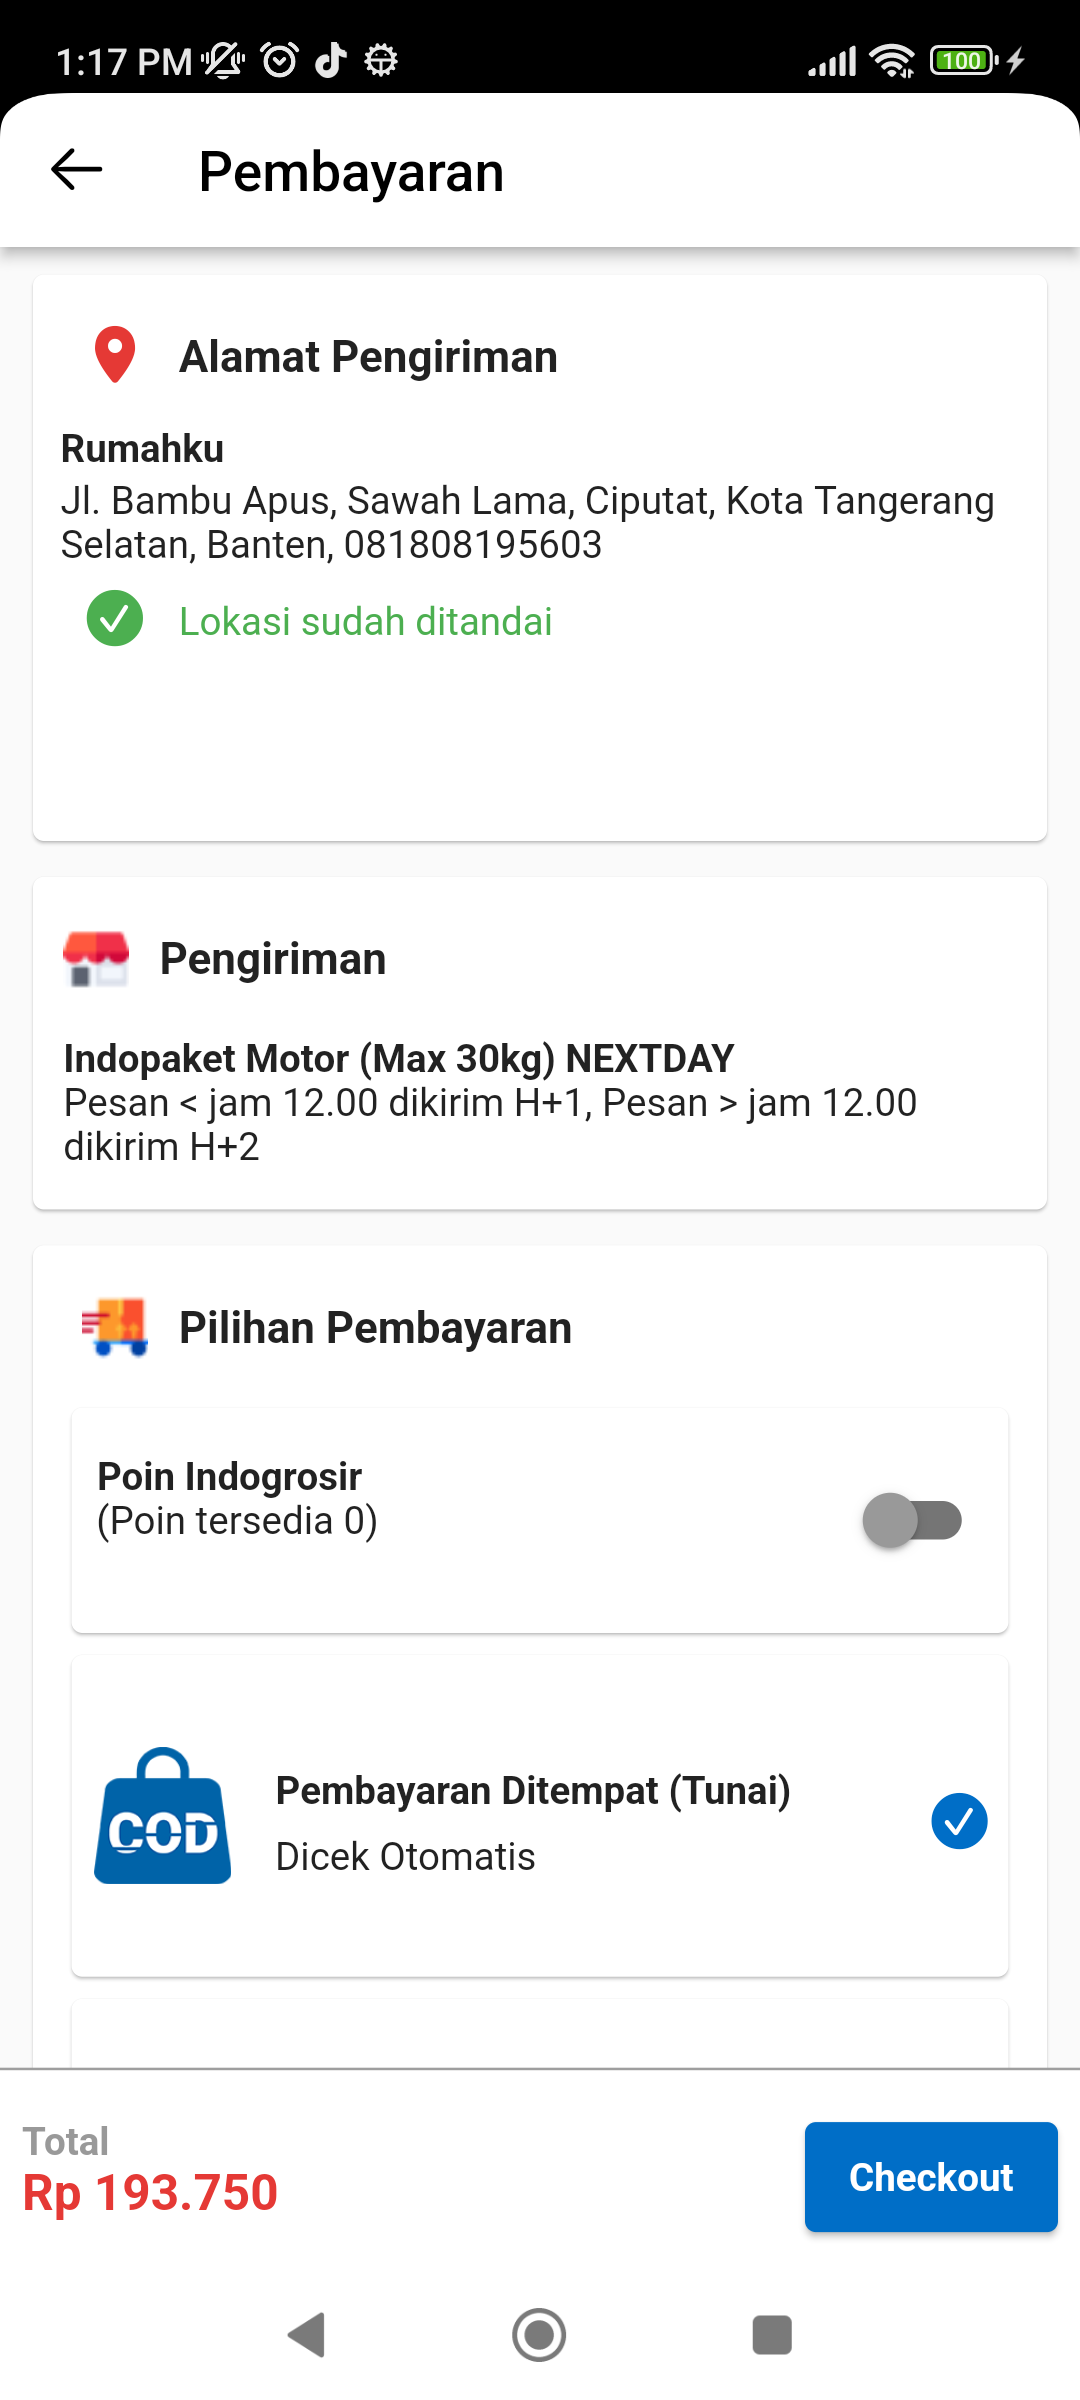 1:17 PM
100
Pembayaran
Alamat Pengiriman
Rumahku
Jl. Bambu Apus, Sawah Lama, Ciputat, Kota Tangerang
Selatan, Banten, 081808195603
Lokasi sudah ditandai
Pengiriman
Indopaket Motor (Max 30kg) NEXTDAY
Pesan < jam 12.00 dikirim H+1, Pesan > jam 12.00
dikirim H+2
Pilihan Pembayaran
Poin Indogrosir
(Poin tersedia 0)
COD
Pembayaran Ditempat (Tunai)
Dicek Otomatis
Total
Rp 193.750
Checkout